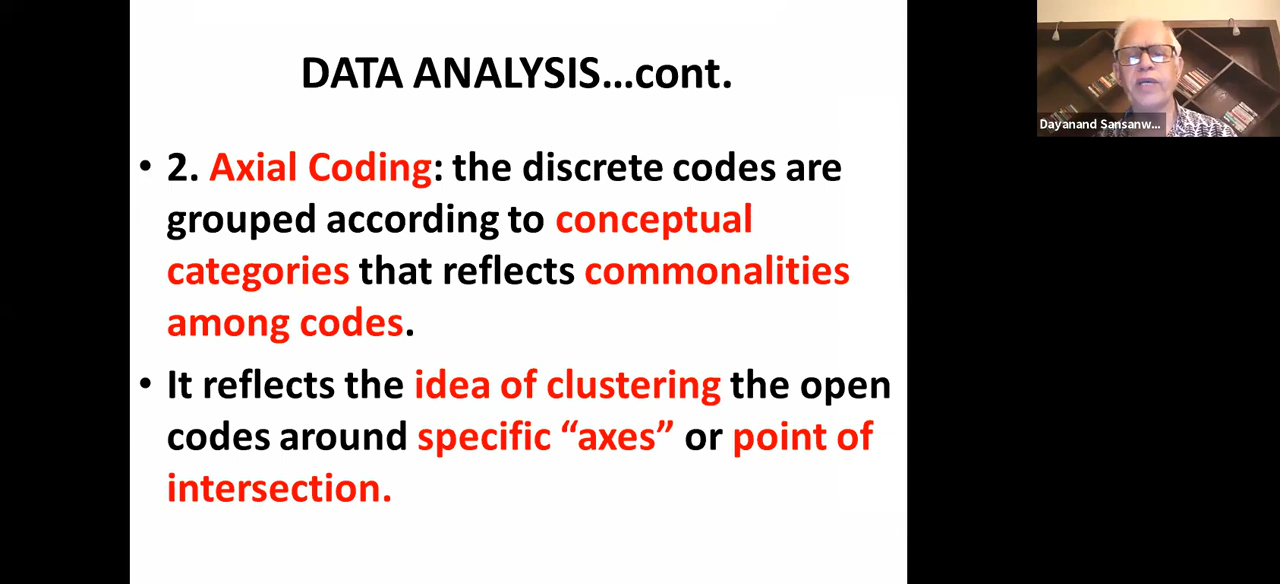 DATA ANALYSIS...cont.
• 2. Axial Coding: the discrete codes are
grouped according to conceptual
categories that reflects commonalities
among codes.
• It reflects the idea of clustering the open
codes around specific “axes” or point of
intersection.
Dayanand Sansanw...